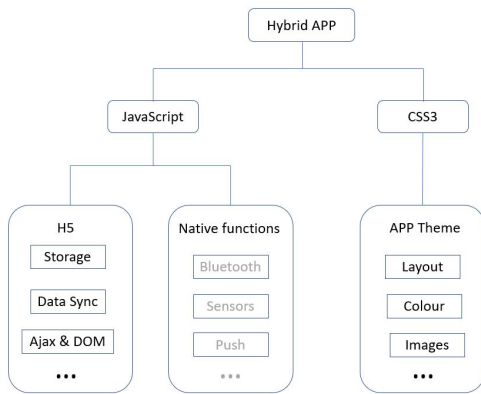 Hybrid APP
JavaScript
CSS3
H5
Storage
Data Sync
Ajax & DOM
...
Native functions
Bluetooth
Sensors
Push
...
APP Theme
Layout
Colour
Images
...